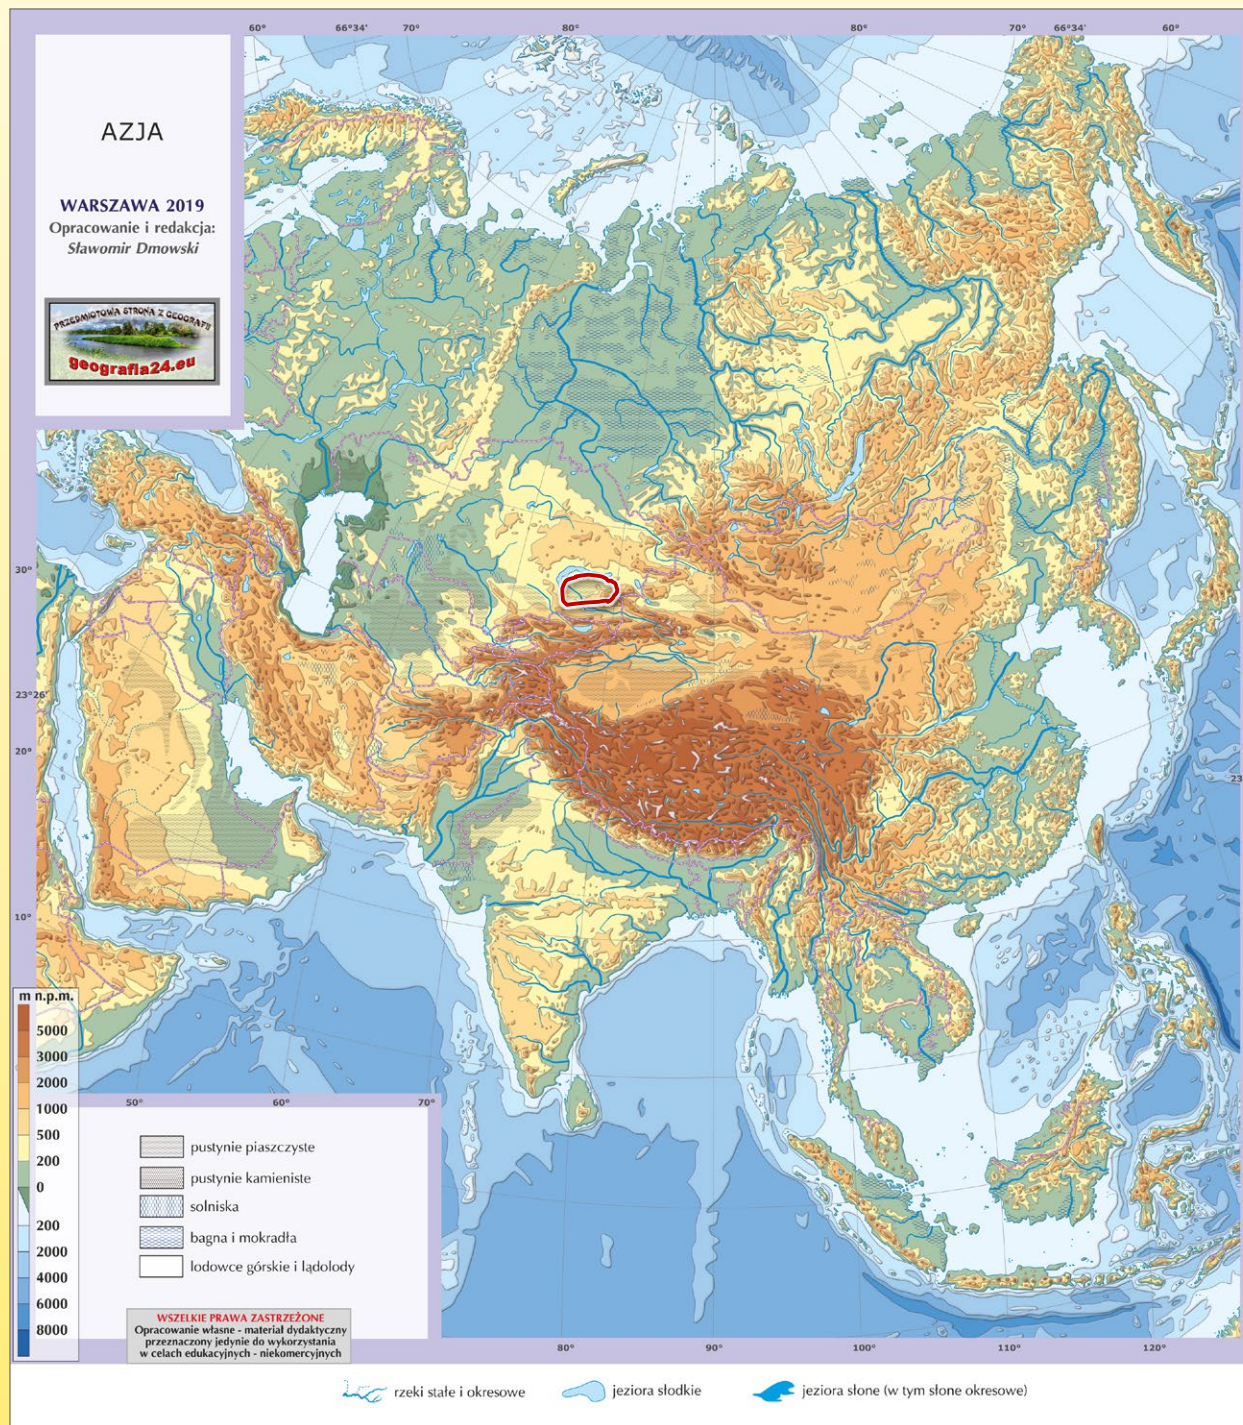 60° 66°34' 70° 80° 80° 70° 66°34' 60°
AZJA
WARSZAWA 2019
Opracowanie i redakcja:
Sławomir Dmowski
PRZEDMIOTOWA STRONA Z GEOGRAFII
geografia24.eu
30°
23°26'
20°
23
10°
m n.p.m.
5000
3000
2000
1000
500
200
0
200
2000
4000
6000
8000
50° 60° 70°
pustynie piaszczyste
pustynie kamieniste
solniska
bagna i mokradła
lodowce górskie i lądolody
WSZELKIE PRAWA ZASTRZEŻONE
Opracowanie własne - materiał dydaktyczny
przeznaczony jedynie do wykorzystania
w celach edukacyjnych - niekomercyjnych
80° 90° 100° 110° 120°
rzeki stałe i okresowe
jeziora słodkie
jeziora słone (w tym słone okresowe)